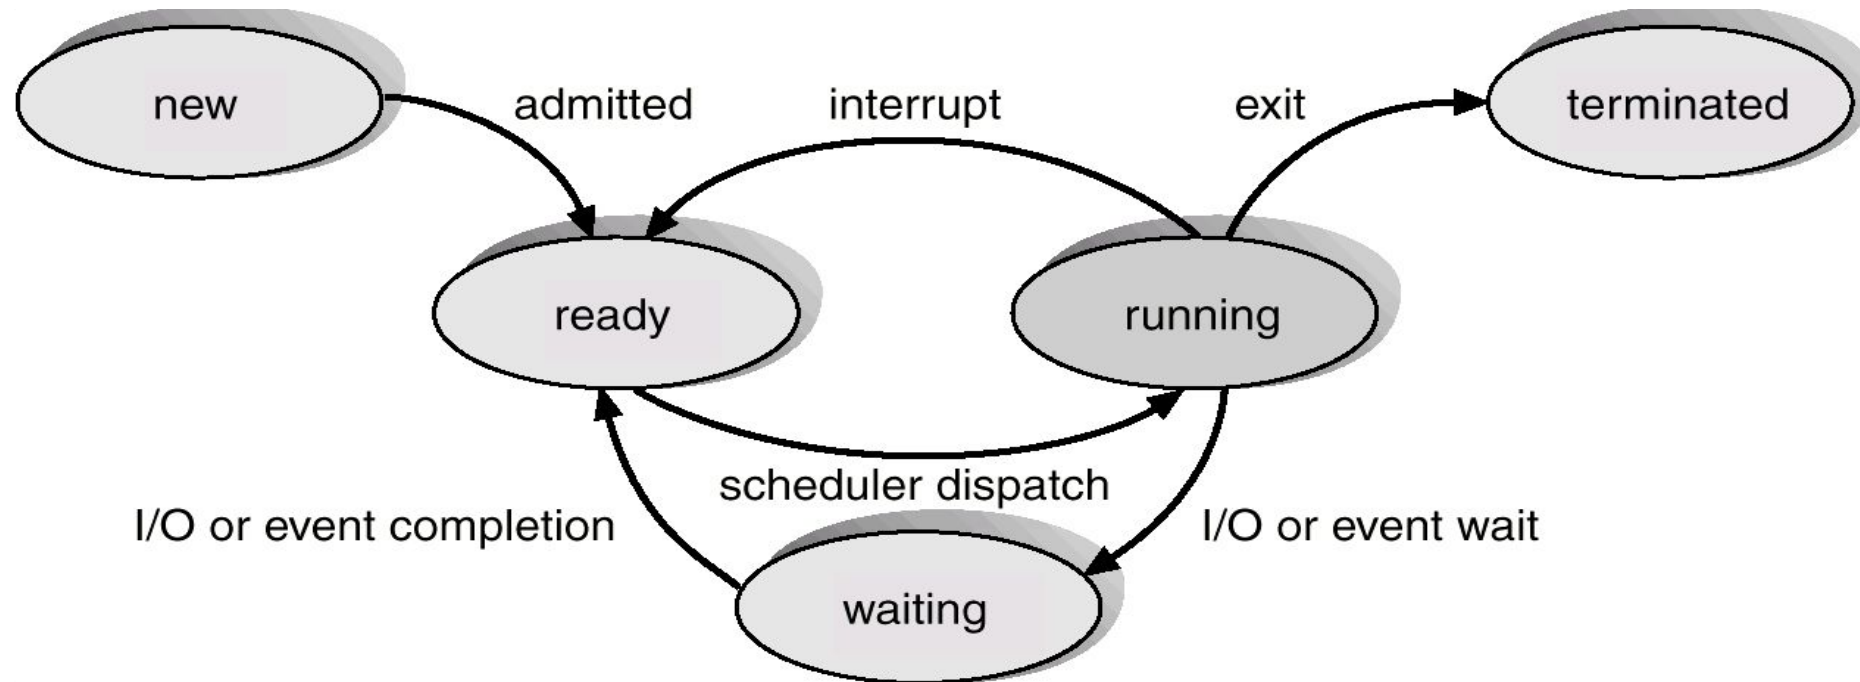 new
admitted
interrupt
exit
terminated
ready
running
scheduler dispatch
I/O or event completion
I/O or event wait
waiting